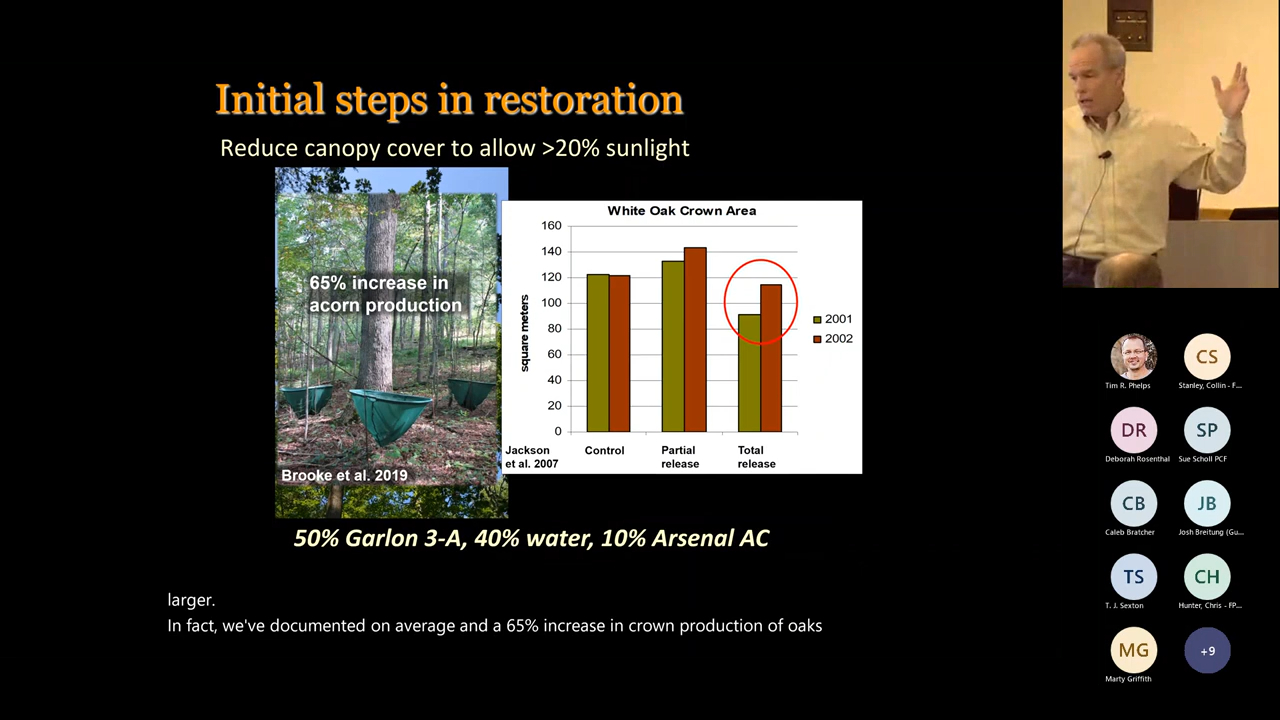 Initial steps in restoration
Reduce canopy cover to allow >20% sunlight
65% increase in
acorn production
Brooke et al. 2019
White Oak Crown Area
square meters
160
140
120
100
80
60
40
20
0
2001
2002
Jackson
et al. 2007
Control
Partial
release
Total
release
50% Garlon 3-A, 40% water, 10% Arsenal AC
larger.
In fact, we've documented on average and a 65% increase in crown production of oaks
Tim R. Phelps
CS
Stanley, Collin - F...
DR
Deborah Rosenthal
SP
Sue Scholl PCF
CB
Caleb Bratcher
JB
Josh Breitung (Gu...
TS
T. J. Sexton
CH
Hunter, Chris - FP...
MG
Marty Griffith
+9